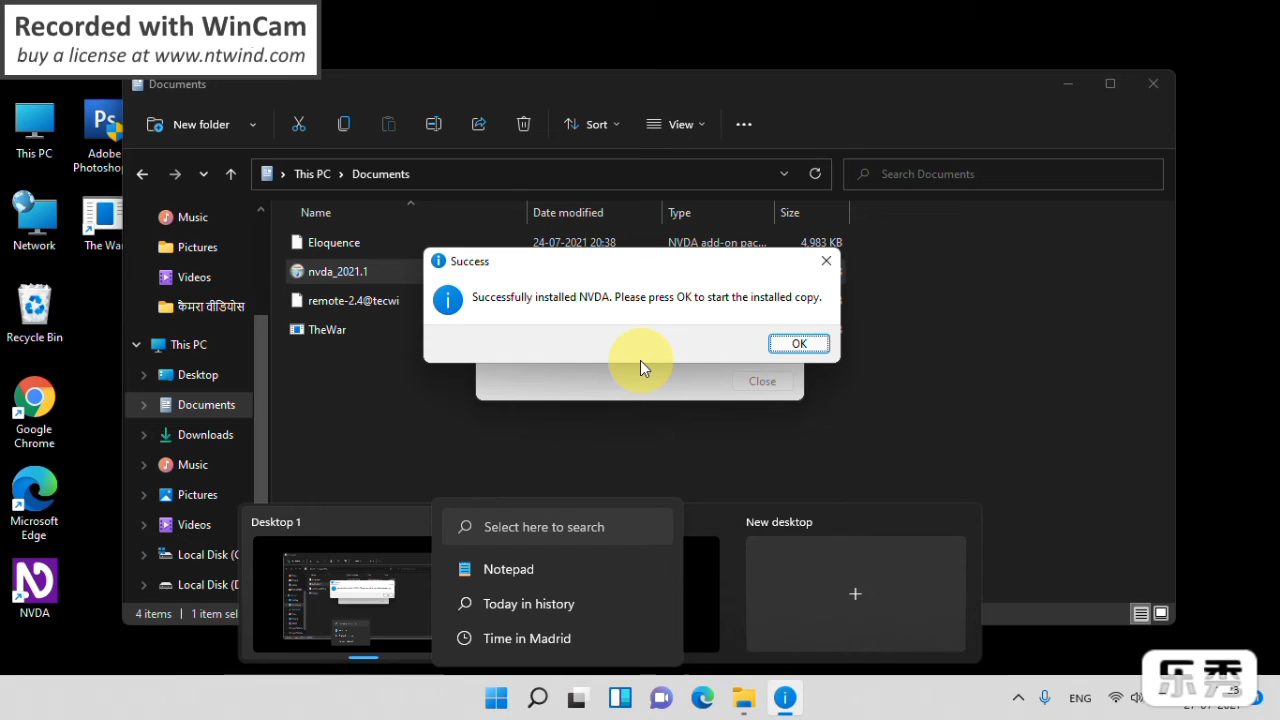 Recorded with WinCam
buy a license at www.ntwind.com
Documents
New folder
Sort
View
This PC
Documents
Search Documents
Name
Date modified
Type
Size
Music
Pictures
Videos
कैमरा वीडियोस
This PC
Desktop
Documents
Downloads
Music
Pictures
Videos
Local Disk (C
Local Disk (D
Eloquence
24-07-2021 20:38
NVDA add-on pac...
4,983 KB
nvda_2021.1
remote-2.4@tecwi
TheWar
Success
Successfully installed NVDA. Please press OK to start the installed copy.
OK
Close
4 items
1 item sel
This PC
Ps
Adobe
Photosho
Network
The War
Recycle Bin
Google
Chrome
Microsoft
Edge
NVDA
Desktop 1
New desktop
Select here to search
Notepad
Today in history
Time in Madrid
ENG
乐秀